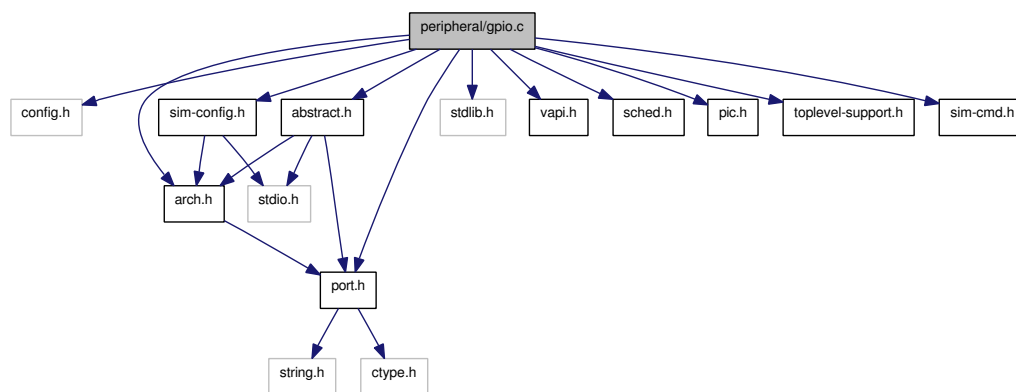 peripheral/gpio.c
config.h
sim-config.h
abstract.h
stdlib.h
vapi.h
sched.h
pic.h
toplevel-support.h
sim-cmd.h
arch.h
stdio.h
port.h
string.h
ctype.h